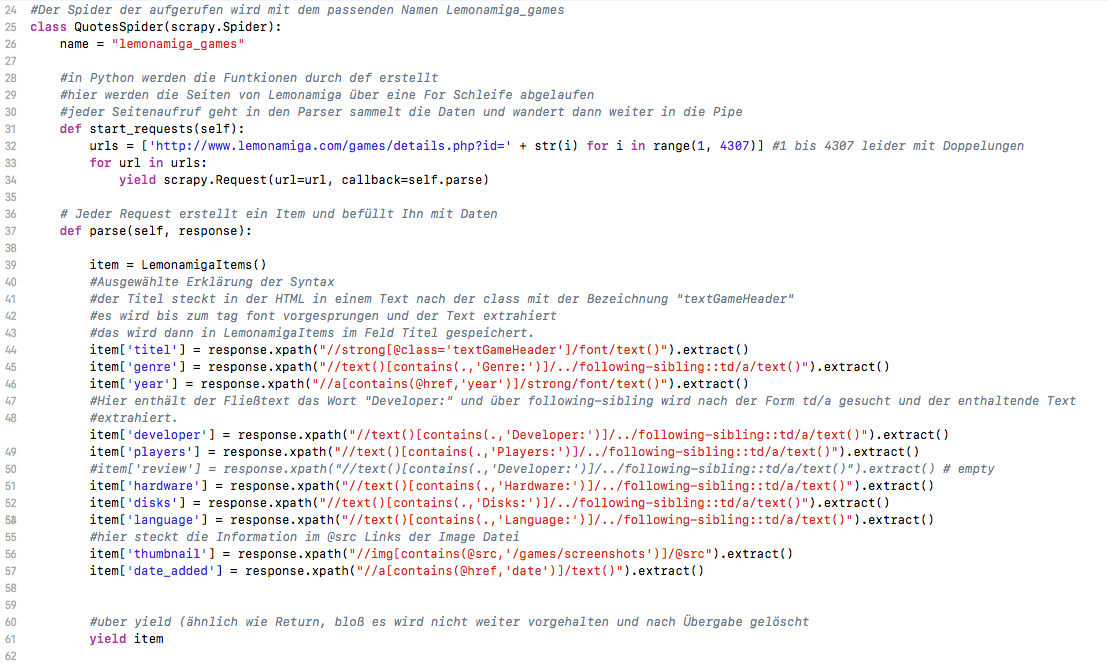 24 #Der Spider der aufgerufen wird mit dem passenden Namen Lemonamiga_games
25 class QuotesSpider(scrapy.Spider):
26     name = "lemonamiga_games"
27
28     #in Python werden die Funtkionen durch def erstellt
29     #hier werden die Seiten von Lemonamiga über eine For Schleife abgelaufen
30     #jeder Seitenaufruf geht in den Parser sammelt die Daten und wandert dann weiter in die Pipe
31     def start_requests(self):
32         urls = ['http://www.lemonamiga.com/games/details.php?id=' + str(i) for i in range(1, 4307)] #1 bis 4307 leider mit Doppelungen
33         for url in urls:
34             yield scrapy.Request(url=url, callback=self.parse)
35
36     # Jeder Request erstellt ein Item und befüllt Ihn mit Daten
37     def parse(self, response):
38
39         item = LemonamigaItems()
40         #Ausgewählte Erklärung der Syntax
41         #der Titel steckt in der HTML in einem Text nach der class mit der Bezeichnung "textGameHeader"
42         #es wird bis zum tag font vorgesprungen und der Text extrahiert
43         #das wird dann in LemonamigaItems im Feld Titel gespeichert.
44         item['titel'] = response.xpath("//strong[@class='textGameHeader']/font/text()").extract()
45         item['genre'] = response.xpath("//text()[contains(.,'Genre:')]/../following-sibling::td/a/text()").extract()
46         item['year'] = response.xpath("//a[contains(@href,'year')]/strong/font/text()").extract()
47         #Hier enthält der Fließtext das Wort "Developer:" und über following-sibling wird nach der Form td/a gesucht und der enthaltende Text
48         #extrahiert.
        item['developer'] = response.xpath("//text()[contains(.,'Developer:')]/../following-sibling::td/a/text()").extract()
49         item['players'] = response.xpath("//text()[contains(.,'Players:')]/../following-sibling::td/a/text()").extract()
50         #item['review'] = response.xpath("//text()[contains(.,'Developer:')]/../following-sibling::td/a/text()").extract() # empty
51         item['hardware'] = response.xpath("//text()[contains(.,'Hardware:')]/../following-sibling::td/a/text()").extract()
52         item['disks'] = response.xpath("//text()[contains(.,'Disks:')]/../following-sibling::td/a/text()").extract()
        item['language'] = response.xpath("//text()[contains(.,'Language:')]/../following-sibling::td/a/text()").extract()
55         #hier steckt die Information im @src Links der Image Datei
56         item['thumbnail'] = response.xpath("//img[contains(@src,'/games/screenshots')]/@src").extract()
57         item['date_added'] = response.xpath("//a[contains(@href,'date')]/text()").extract()
58
59
60         #uber yield (ähnlich wie Return, bloß es wird nicht weiter vorgehalten und nach Übergabe gelöscht
61         yield item
62